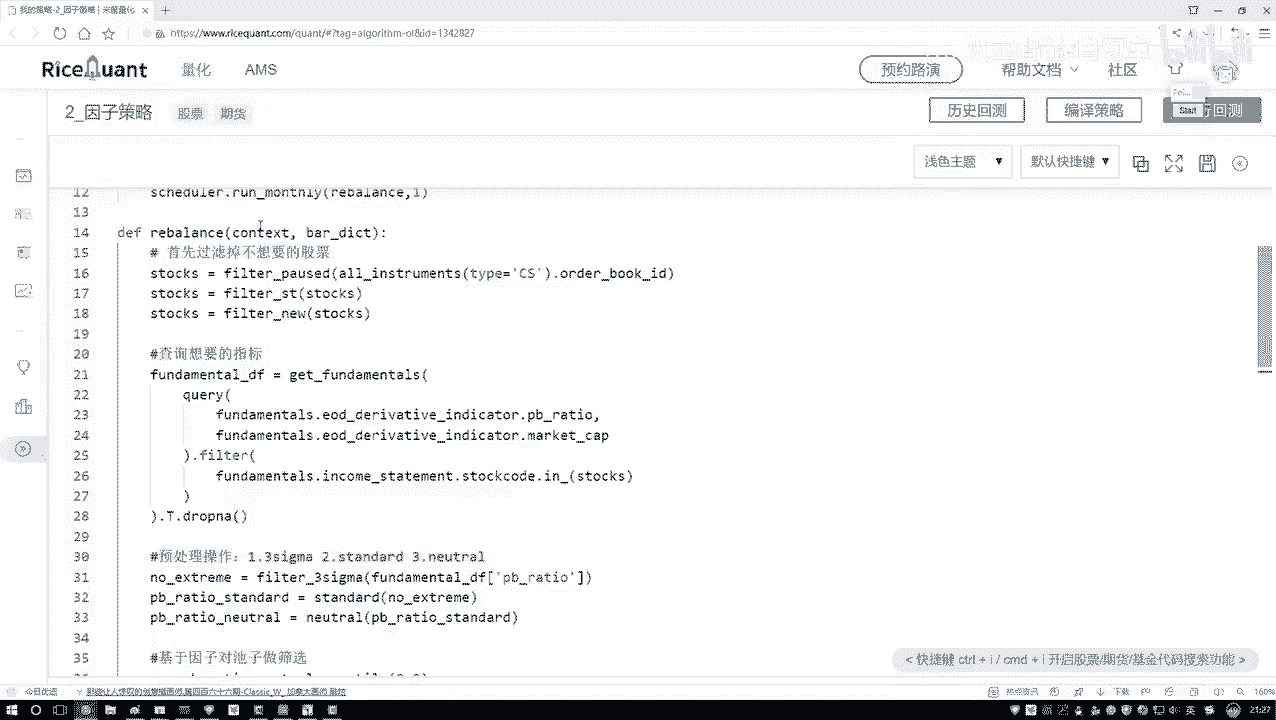 我的策略-2_因子策略 | 米筐量化
https://www.ricequant.com/quant/#?tag=algorithm-ol&id=1342827
RiceQuant 量化 AMS 预约路演 帮助文档 社区
2_因子策略 股票 期货 历史回测 编译策略 回测
Start
浅色主题 默认快捷键
12 scheduler.run_monthly(rebalance,1)
13
14 def rebalance(context, bar_dict):
15 # 首先过滤掉不想要的股票
16 stocks = filter_paused(all_instruments(type='CS').order_book_id)
17 stocks = filter_st(stocks)
18 stocks = filter_new(stocks)
19
20 #查询想要的指标
21 fundamental_df = get_fundamentals(
22 query(
23 fundamentals.eod_derivative_indicator.pb_ratio,
24 fundamentals.eod_derivative_indicator.market_cap
25 ).filter(
26 fundamentals.income_statement.stockcode.in_(stocks)
27 )
28 ).T.dropna()
29
30 #预处理操作：1.3sigma 2.standard 3.neutral
31 no_extreme = filter_3sigma(fundamental_df['pb_ratio'])
32 pb_ratio_standard = standard(no_extreme)
33 pb_ratio_neutral = neutral(pb_ratio_standard)
34
35 #基于因子对池子做筛选
< 快捷键 ctrl + i / cmd + i 开启股票/期货/基金代码搜索功能 >
今日优选 热点资讯 下载 160%
21:27